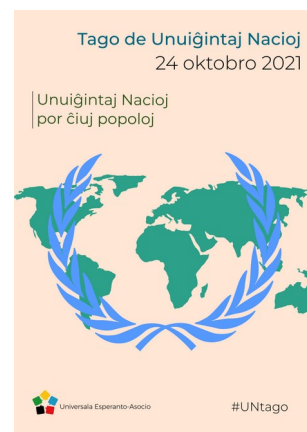 Tago de Unuiĝintaj Nacioj
24 oktobro 2021
Unuiĝintaj Nacioj
por ĉiuj popoloj
Universala Esperanto-Asocio
#UNtago